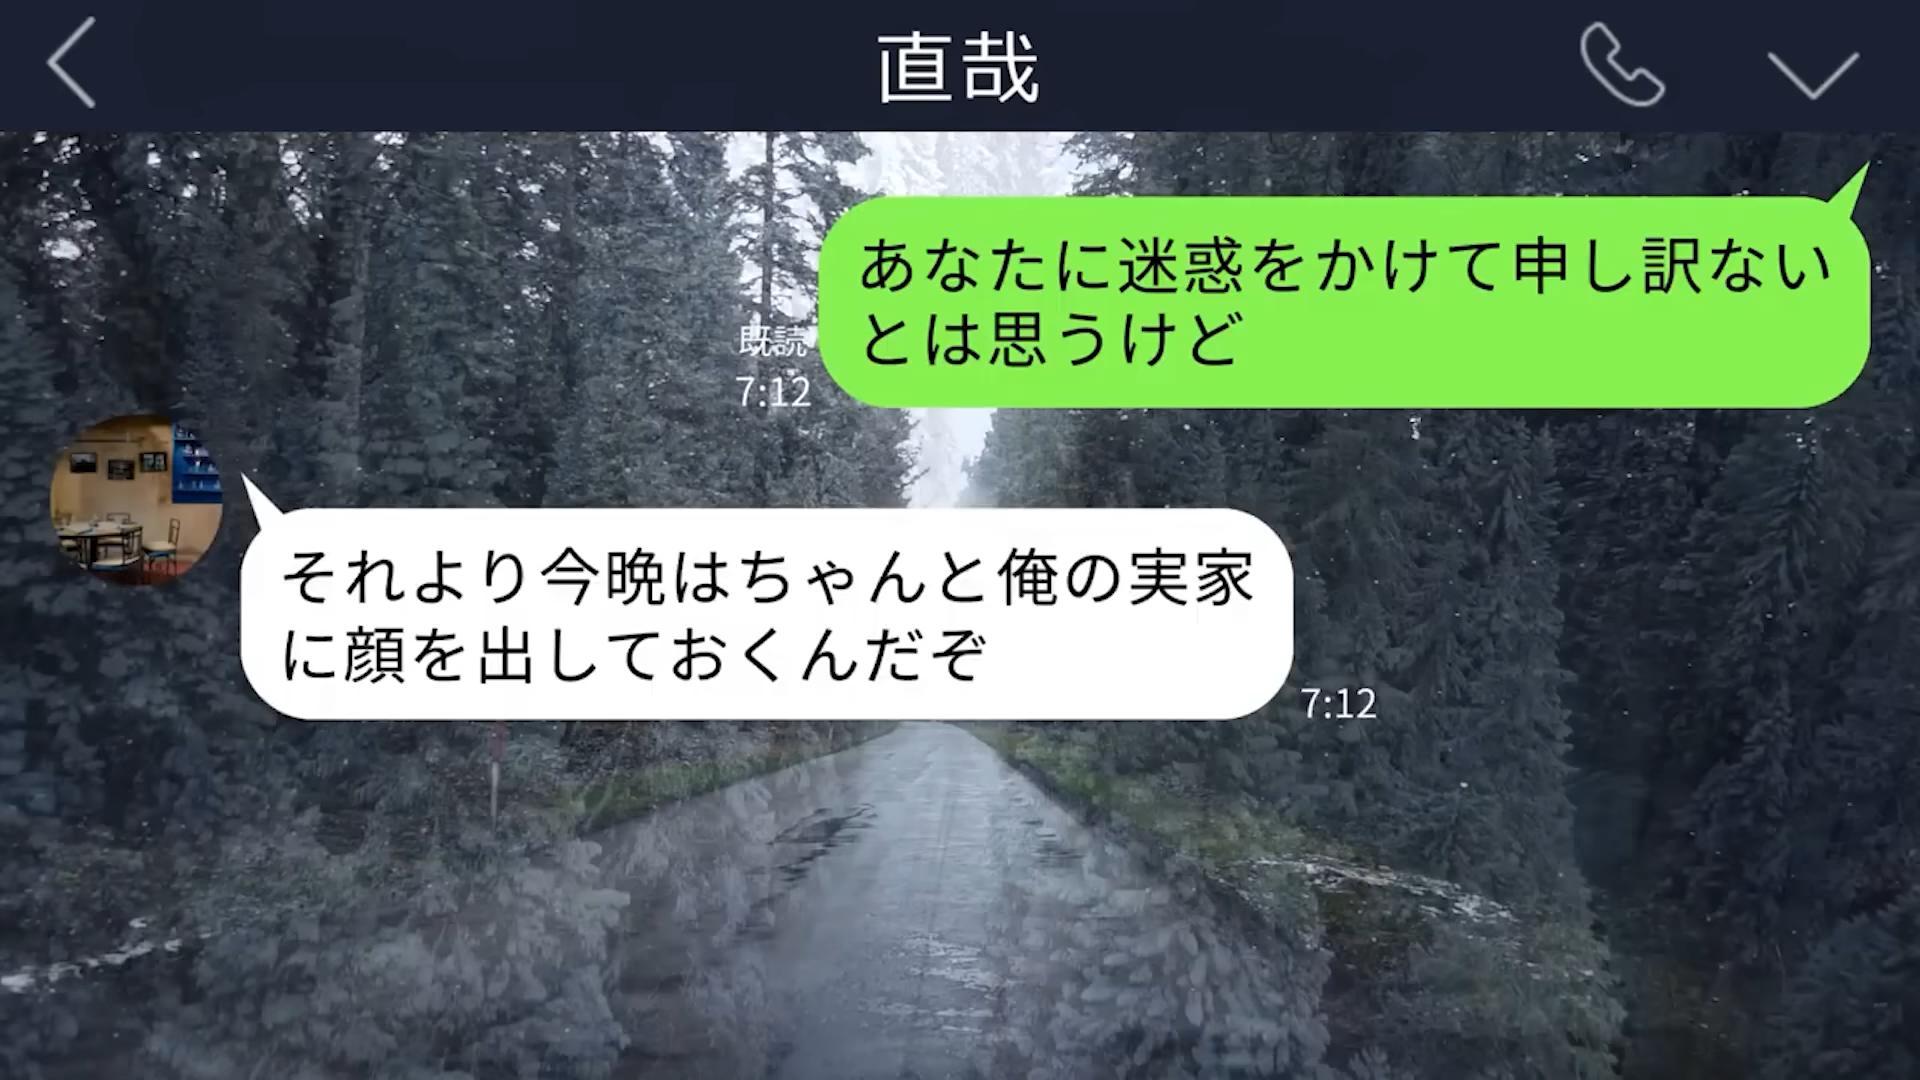 直哉
あなたに迷惑をかけて申し訳ない
とは思うけど
既読
7:12
それより今晩はちゃんと俺の実家
に顔を出しておくんだぞ
7:12